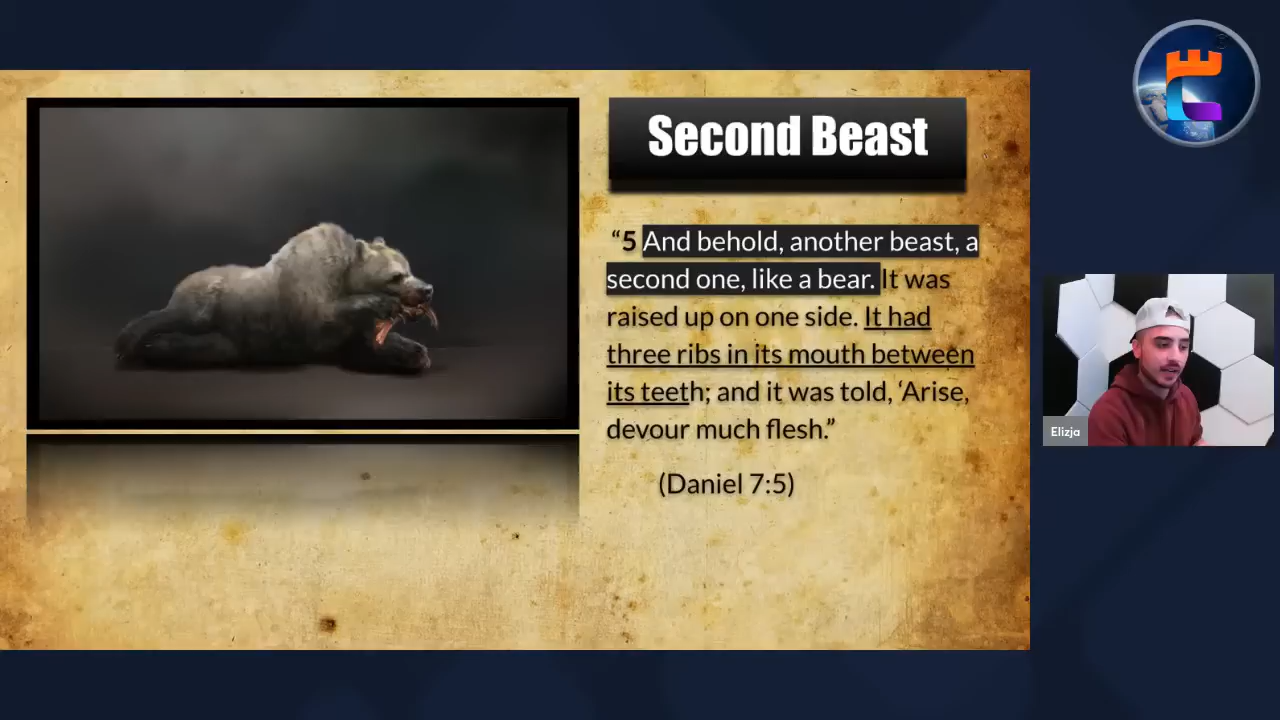 Second Beast
“5 And behold, another beast, a
second one, like a bear. It was
raised up on one side. It had
three ribs in its mouth between
its teeth; and it was told, ‘Arise,
devour much flesh.”
(Daniel 7:5)
Elizja